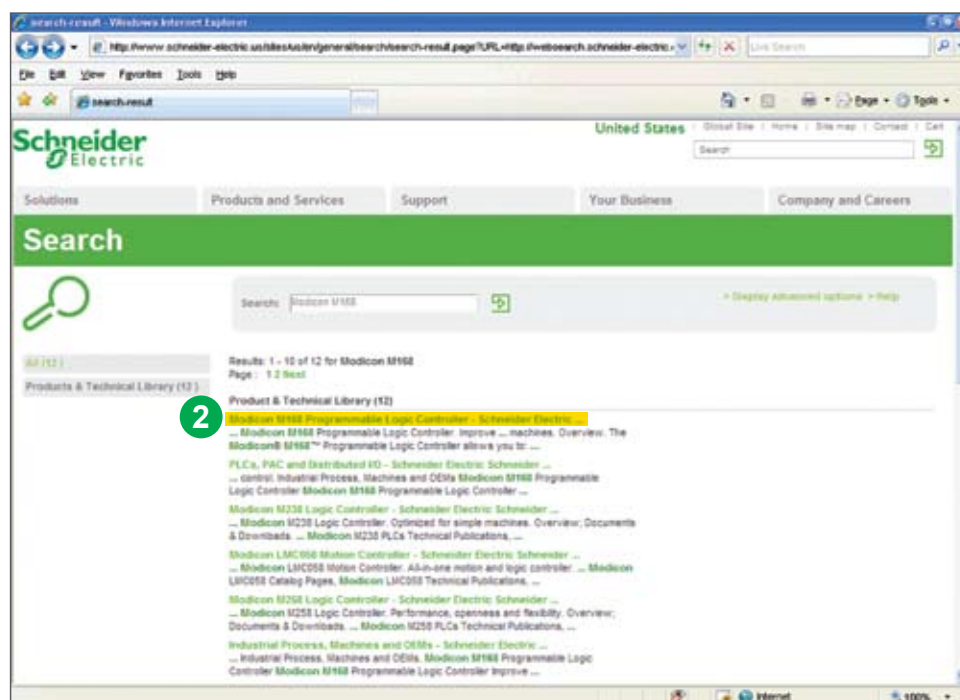 search-result - Windows Internet Explorer
http://www.schneider-electric.us/sites/us/en/general/search/search-result.page?URL=http://websearch.schneider-electric.
Live Search
File Edit View Favorites Tools Help
search-result
Page Tools
Schneider Electric
United States
Global Site | Home | Site map | Contact | Cart
Search
Solutions
Products and Services
Support
Your Business
Company and Careers
Search
Search: Modicon M168
> Display advanced options > Help
All (12)
Products & Technical Library (12)
Results: 1 - 10 of 12 for Modicon M168
Page : 1 2 Next
Product & Technical Library (12)
2
Modicon M168 Programmable Logic Controller - Schneider Electric ...
... Modicon M168 Programmable Logic Controller. Improve ... machines. Overview. The
Modicon® M168™ Programmable Logic Controller allows you to: ...
PLCs, PAC and Distributed I/O - Schneider Electric Schneider ...
... control. Industrial Process, Machines and OEMs Modicon M168 Programmable
Logic Controller Modicon M168 Programmable Logic Controller ...
Modicon M238 Logic Controller - Schneider Electric Schneider ...
... Modicon M238 Logic Controller. Optimized for simple machines. Overview; Documents
& Downloads. ... Modicon M238 PLCs Technical Publications, ...
Modicon LMC058 Motion Controller - Schneider Electric Schneider ...
... Modicon LMC058 Motion Controller. All-in-one motion and logic controller. ... Modicon
LMC058 Catalog Pages, Modicon LMC058 Technical Publications, ...
Modicon M258 Logic Controller - Schneider Electric Schneider ...
... Modicon M258 Logic Controller. Performance, openness and flexibility. Overview;
Documents & Downloads. ... Modicon M258 PLCs Technical Publications, ...
Industrial Process, Machines and OEMs - Schneider Electric ...
... Industrial Process, Machines and OEMs. Modicon M168 Programmable Logic
Controller Modicon M168 Programmable Logic Controller Improve ...
Internet
100%